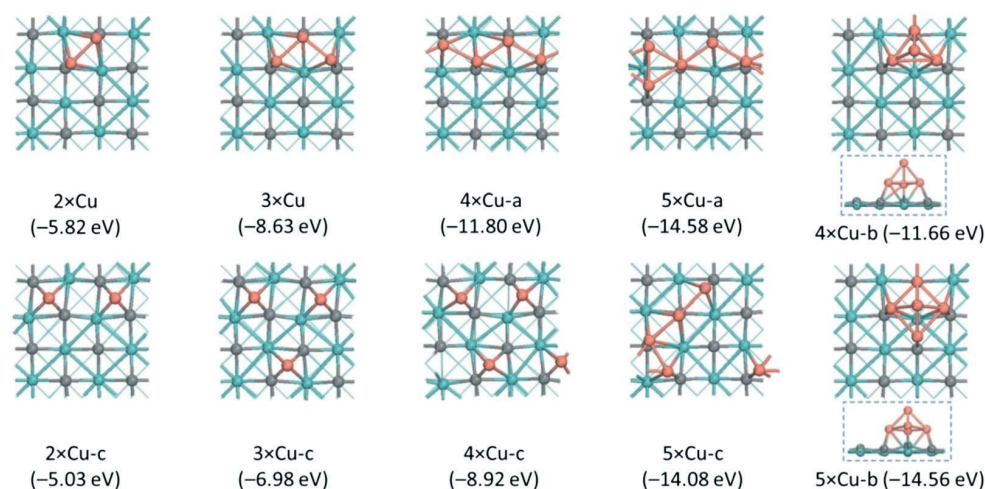 2×Cu
(−5.82 eV)
3×Cu
(−8.63 eV)
4×Cu-a
(−11.80 eV)
5×Cu-a
(−14.58 eV)
4×Cu-b (−11.66 eV)
2×Cu-c
(−5.03 eV)
3×Cu-c
(−6.98 eV)
4×Cu-c
(−8.92 eV)
5×Cu-c
(−14.08 eV)
5×Cu-b (−14.56 eV)